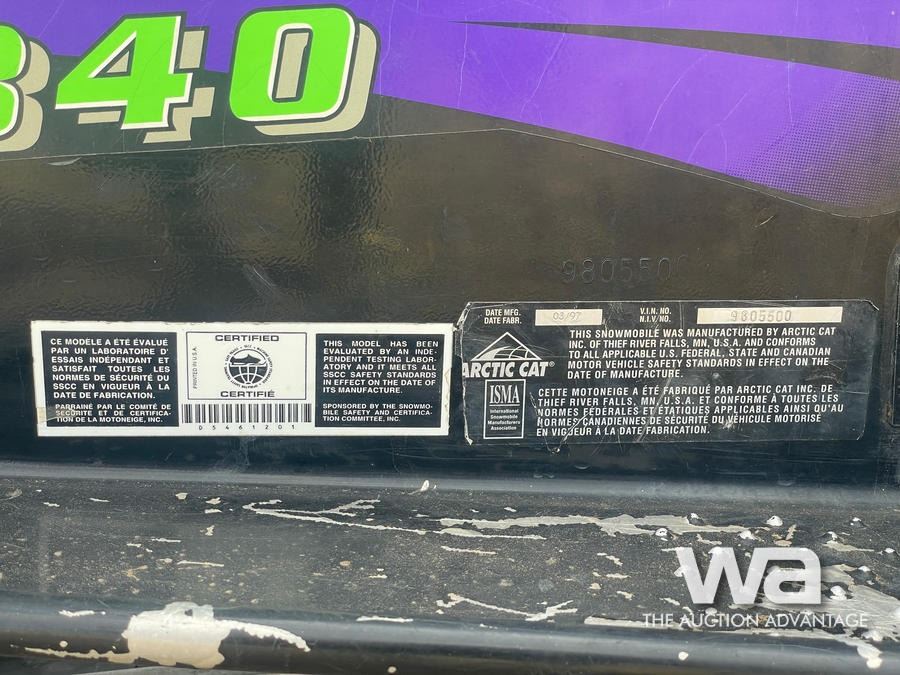 340
9805500
CE MODÈLE A ÉTÉ ÉVALUÉ
PAR UN LABORATOIRE D'
ESSAIS INDÉPENDANT ET
SATISFAIT TOUTES LES
NORMES DE SÉCURITÉ DU
SSCC EN VIGUEUR À LA
DATE DE FABRICATION.
PARRAINÉ PAR LE COMITÉ DE
SÉCURITÉ ET DE CERTIFICA-
TION DE LA MOTONEIGE, INC.
PRINTED IN U.S.A.
CERTIFIED
CERTIFIÉ
D5461201
THIS MODEL HAS BEEN
EVALUATED BY AN INDE-
PENDENT TESTING LABOR-
ATORY AND IT MEETS ALL
SSCC SAFETY STANDARDS
IN EFFECT ON THE DATE OF
ITS MANUFACTURE.
SPONSORED BY THE SNOWMO-
BILE SAFETY AND CERTIFICA-
TION COMMITTEE, INC.
DATE MFG.
DATE FABR.
03/97
V.I.N. NO.
N.I.V. NO.
9805500
ARCTIC CAT®
ISMA
International
Snowmobile
Manufacturers
Association
THIS SNOWMOBILE WAS MANUFACTURED BY ARCTIC CAT
INC. OF THIEF RIVER FALLS, MN, U.S.A. AND CONFORMS
TO ALL APPLICABLE U.S. FEDERAL, STATE AND CANADIAN
MOTOR VEHICLE SAFETY STANDARDS IN EFFECT ON THE
DATE OF MANUFACTURE.
CETTE MOTONEIGE A ÉTÉ FABRIQUÉ PAR ARCTIC CAT INC. DE
THIEF RIVER FALLS, MN, U.S.A. ET CONFORME À TOUTES LES
NORMES FÉDÉRALES ET ÉTATIQUES APPLICABLES AINSI QU'AU
NORMES CANADIENNES DE SÉCURITÉ DU VÉHICULE MOTORISÉ
EN VIGUEUR À LA DATE FABRICATION.
wa
THE AUCTION ADVANTAGE